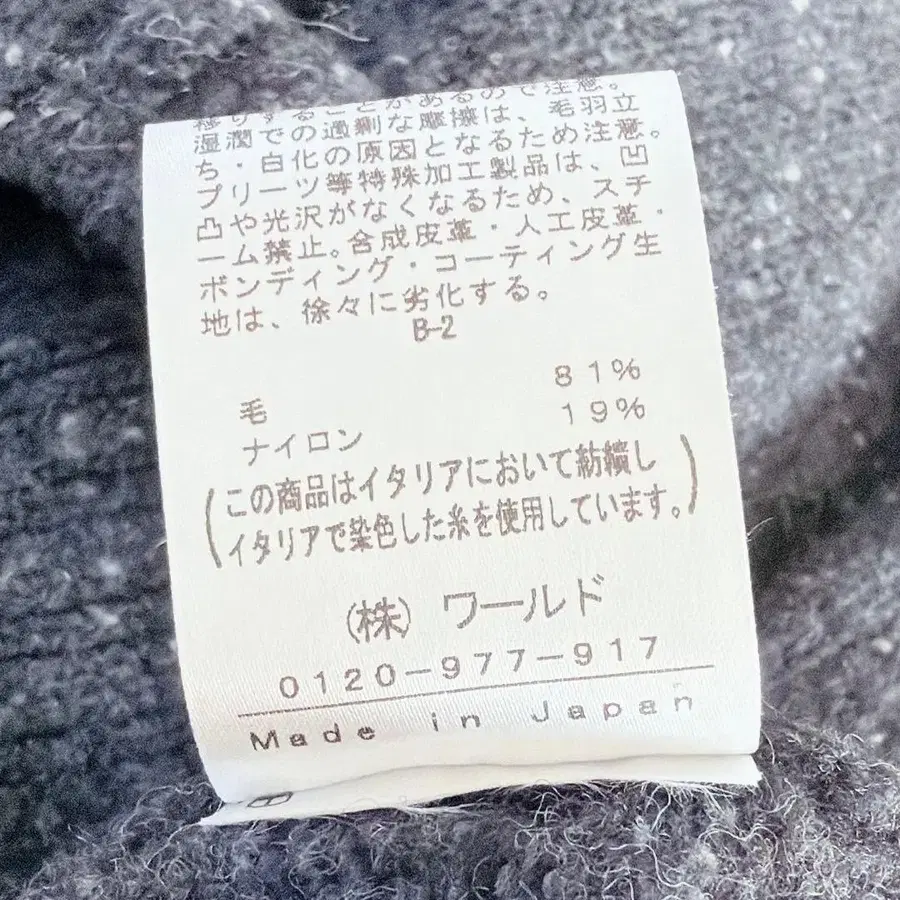 移りすることがあるので注意。
湿潤での過剰な摩擦は、毛羽立
ち・白化の原因となるため注意。
プリーツ等特殊加工製品は、凹
凸や光沢がなくなるため、スチ
ーム禁止。合成皮革・人工皮革・
ボンディング・コーティング生
地は、徐々に劣化する。
B-2
毛 81%
ナイロン 19%
(この商品はイタリアにおいて紡績し
イタリアで染色した糸を使用しています。)
(株) ワールド
0120-977-917
Made in Japan